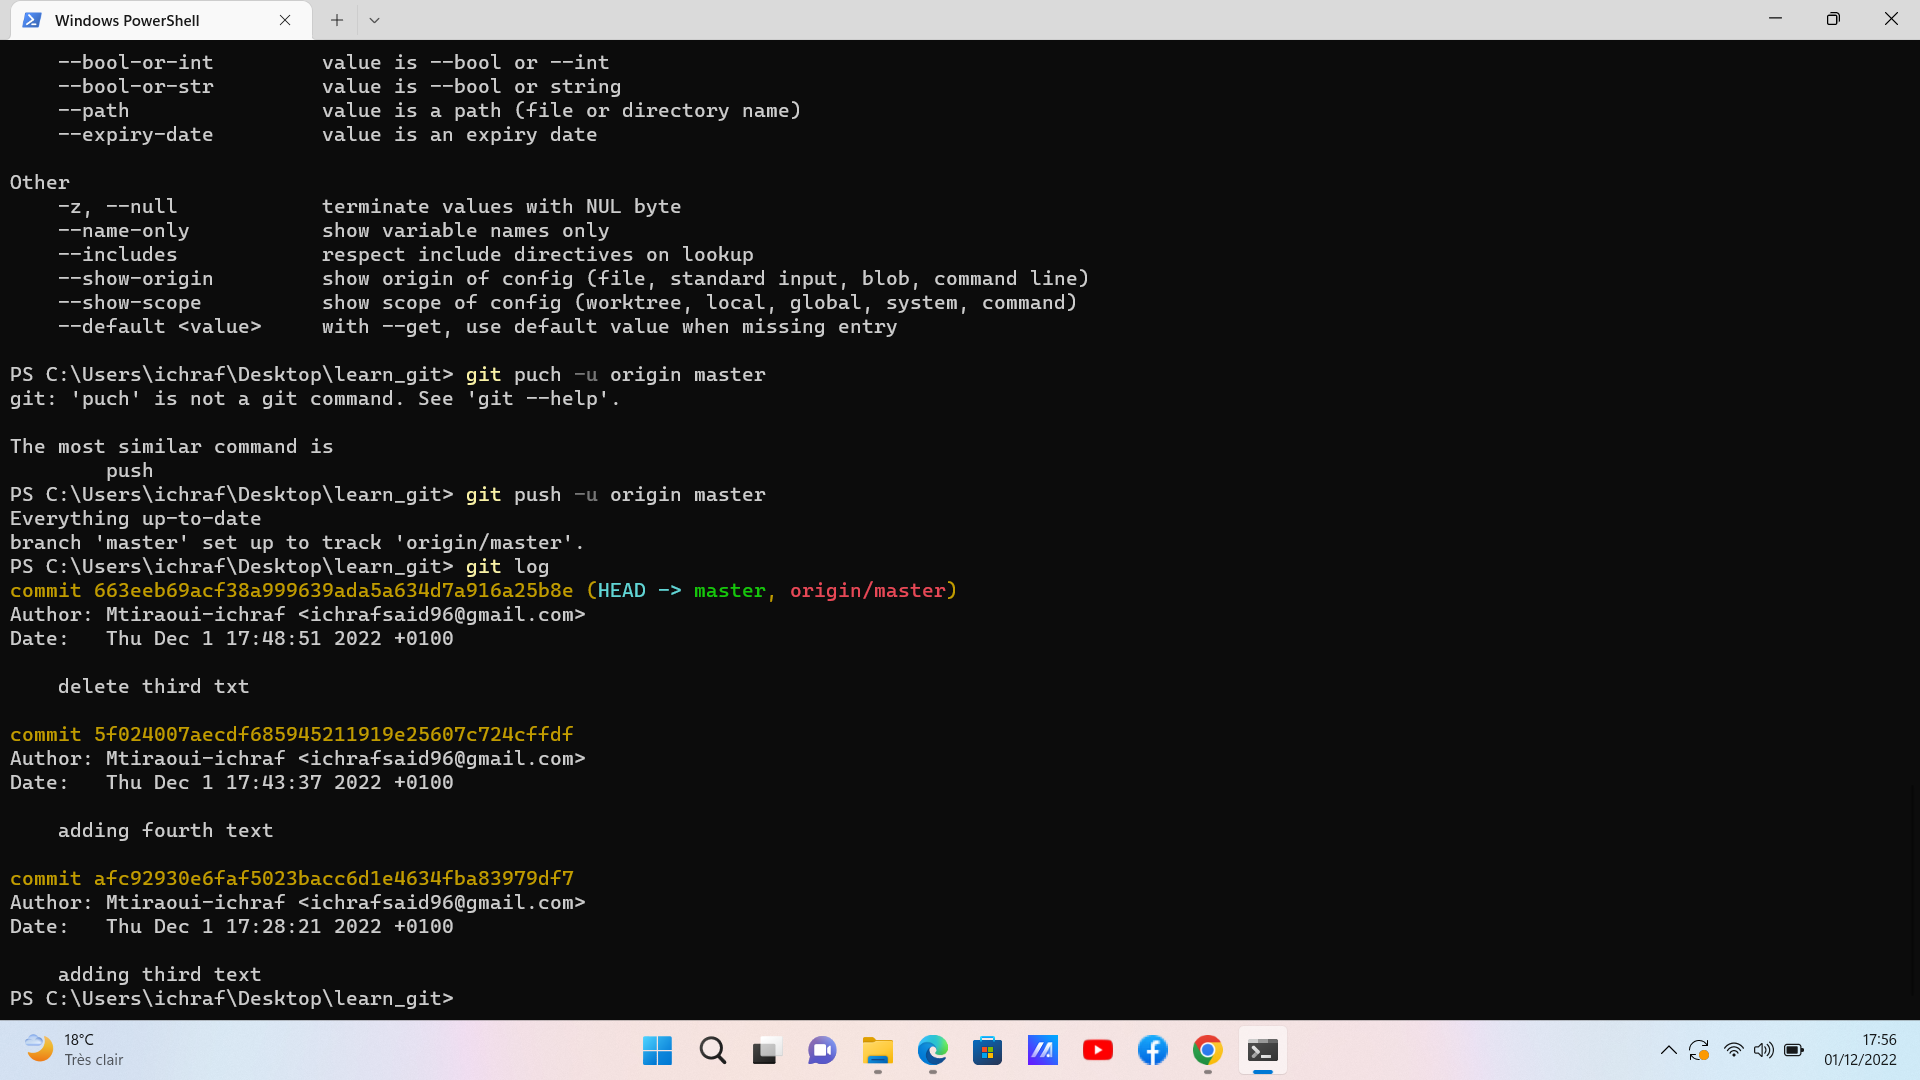 Windows PowerShell
--bool-or-int value is --bool or --int
--bool-or-str value is --bool or string
--path value is a path (file or directory name)
--expiry-date value is an expiry date
Other
-z, --null terminate values with NUL byte
--name-only show variable names only
--includes respect include directives on lookup
--show-origin show origin of config (file, standard input, blob, command line)
--show-scope show scope of config (worktree, local, global, system, command)
--default <value> with --get, use default value when missing entry
PS C:\Users\ichraf\Desktop\learn_git> git puch -u origin master
git: 'puch' is not a git command. See 'git --help'.
The most similar command is
push
PS C:\Users\ichraf\Desktop\learn_git> git push -u origin master
Everything up-to-date
branch 'master' set up to track 'origin/master'.
PS C:\Users\ichraf\Desktop\learn_git> git log
commit 663eeb69acf38a999639ada5a634d7a916a25b8e (HEAD -> master, origin/master)
Author: Mtiraoui-ichraf <ichrafsaid96@gmail.com>
Date: Thu Dec 1 17:48:51 2022 +0100
delete third txt
commit 5f024007aecdf685945211919e25607c724cffdf
Author: Mtiraoui-ichraf <ichrafsaid96@gmail.com>
Date: Thu Dec 1 17:43:37 2022 +0100
adding fourth text
commit afc92930e6faf5023bacc6d1e4634fba83979df7
Author: Mtiraoui-ichraf <ichrafsaid96@gmail.com>
Date: Thu Dec 1 17:28:21 2022 +0100
adding third text
PS C:\Users\ichraf\Desktop\learn_git>
18°C
Très clair
17:56
01/12/2022